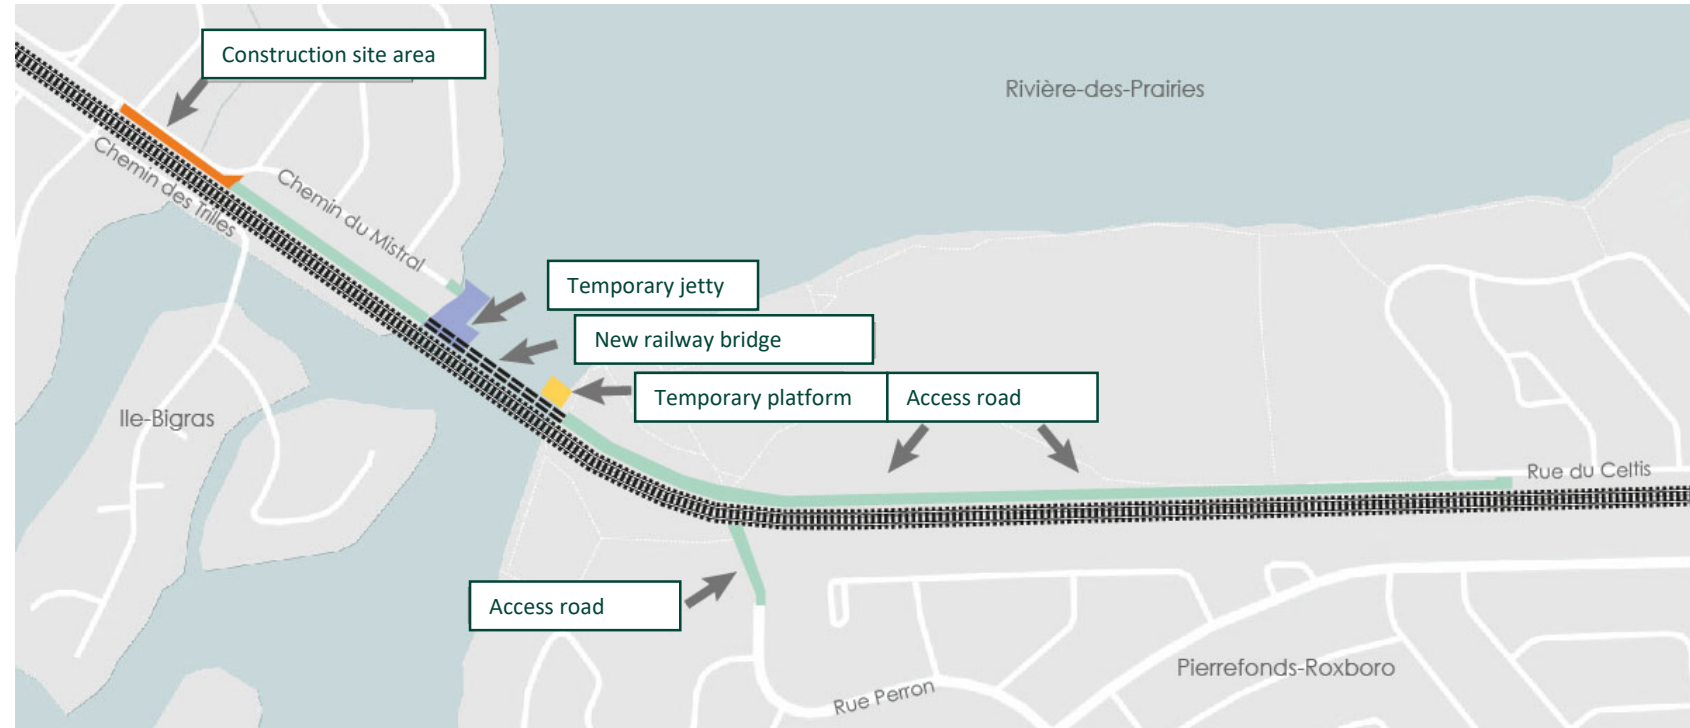 Construction site area
Rivière-des-Prairies
Chemin des Trilles
Chemin du Mistral
Temporary jetty
New railway bridge
Temporary platform
Access road
Ile-Bigras
Rue du Celtis
Access road
Pierrefonds-Roxboro
Rue Perron